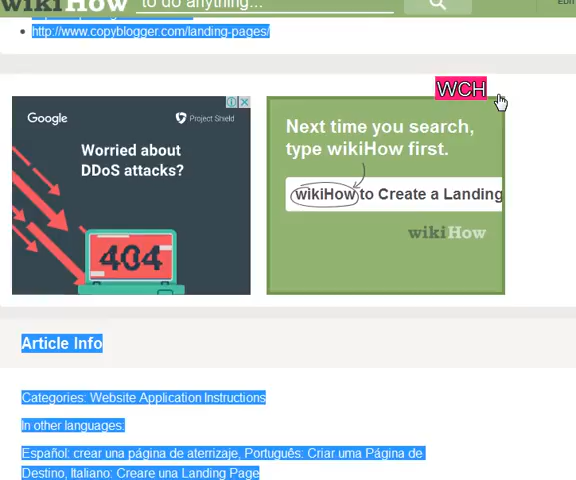 wikiHow to do anything...
EDIT
http://www.copyblogger.com/landing-pages/
WCH
Google
Project Shield
Worried about
DDoS attacks?
404
Next time you search,
type wikiHow first.
wikiHow to Create a Landing
wikiHow
Article Info
Categories: Website Application Instructions
In other languages:
Español: crear una página de aterrizaje, Português: Criar uma Página de
Destino, Italiano: Creare una Landing Page